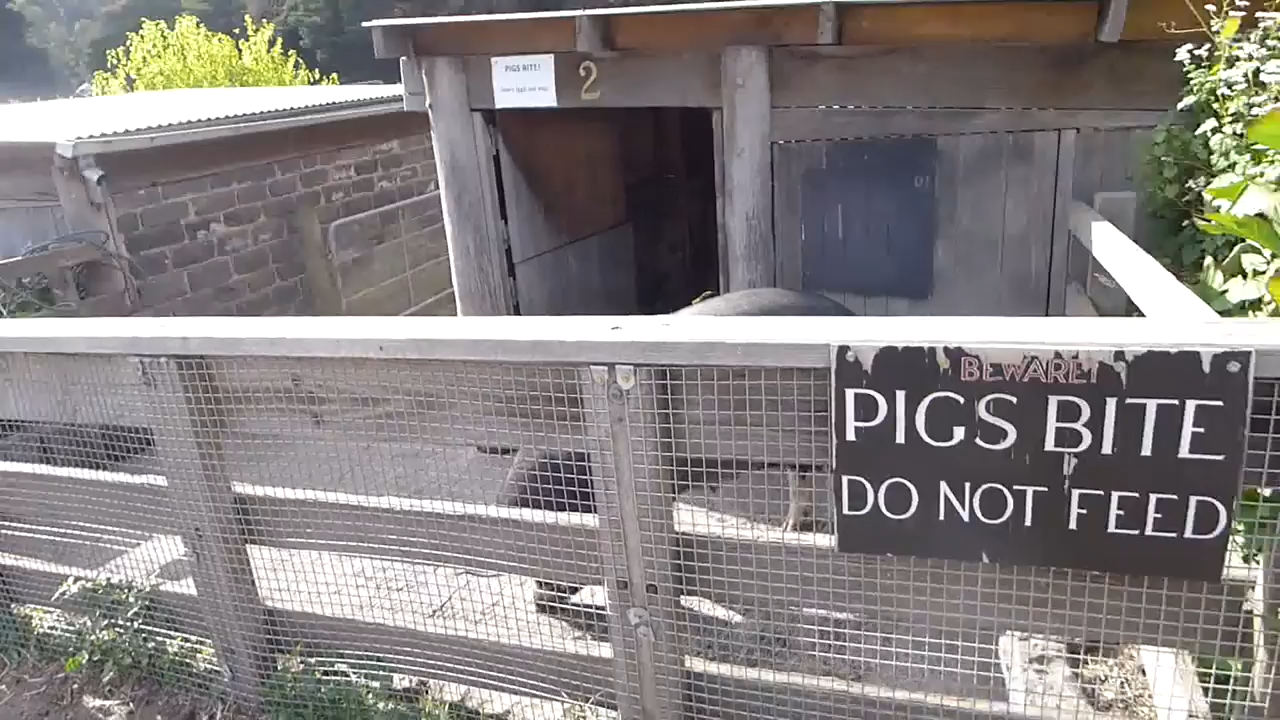 PIGS BITE!
2
BEWARE!
PIGS BITE
DO NOT FEED